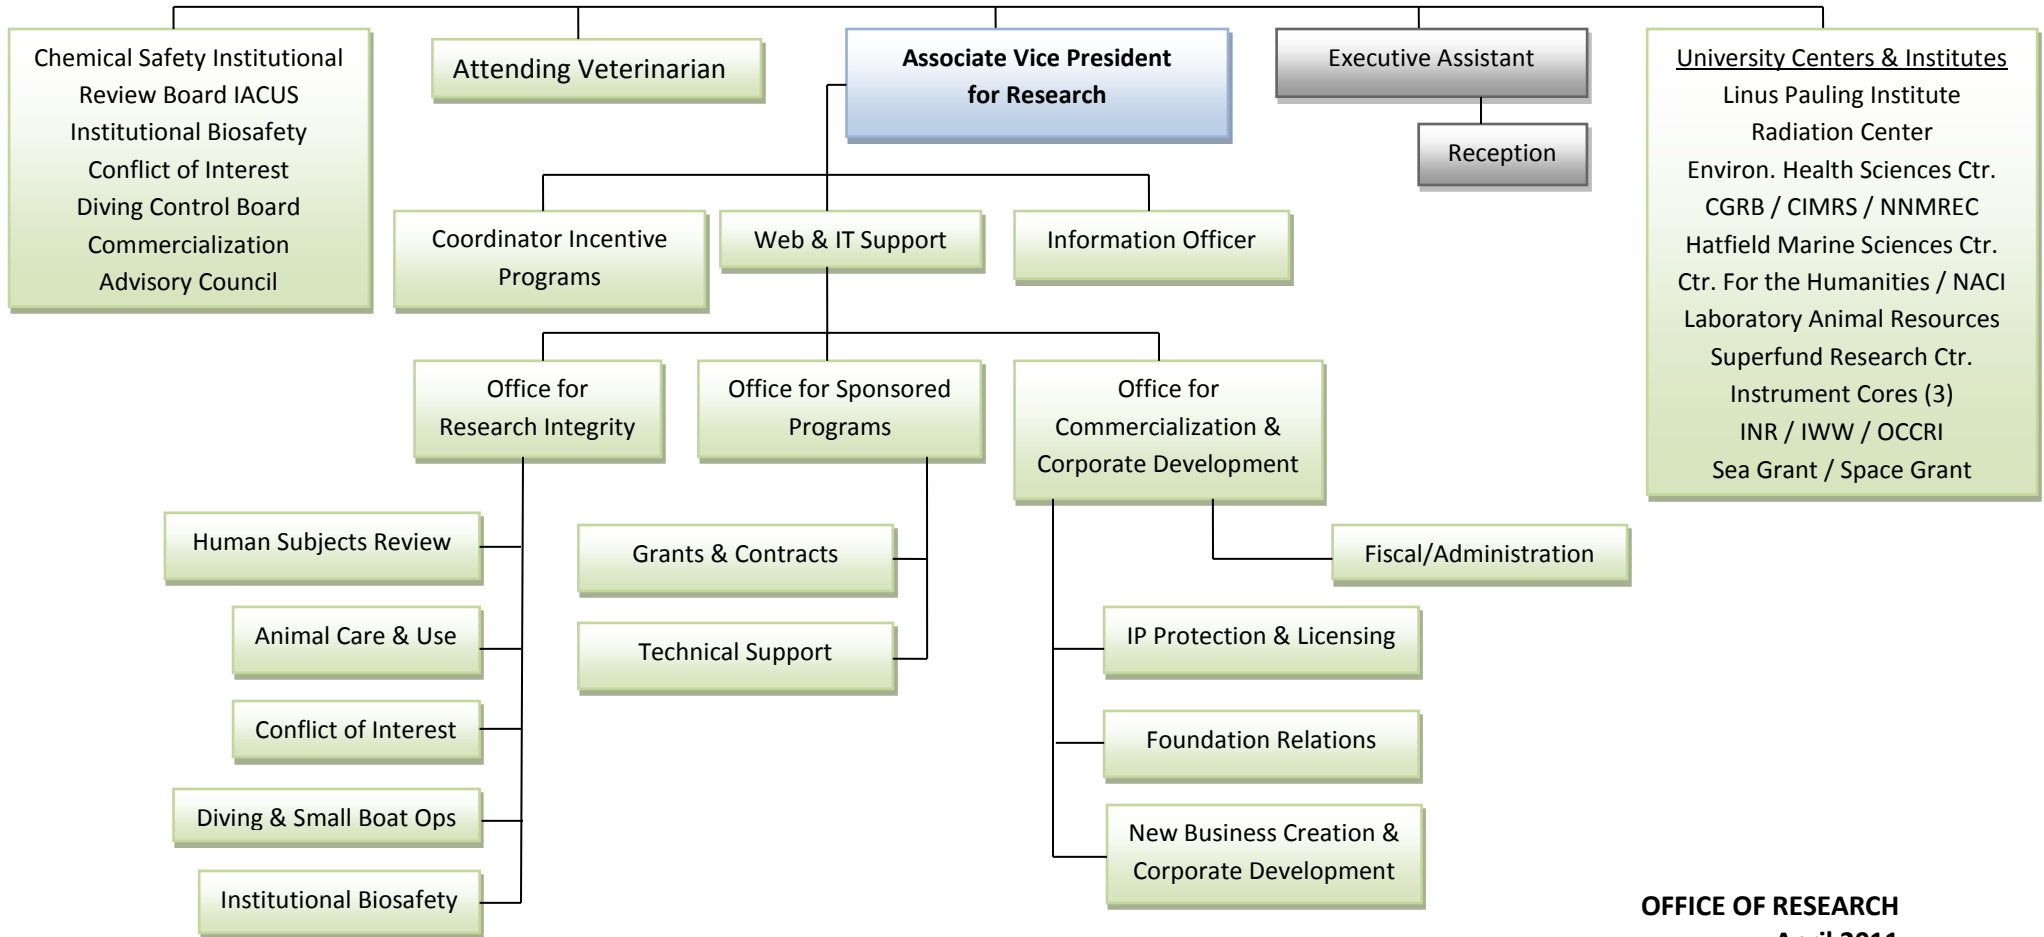 Chemical Safety Institutional
Review Board IACUS
Institutional Biosafety
Conflict of Interest
Diving Control Board
Commercialization
Advisory Council
Attending Veterinarian
Associate Vice President
for Research
Executive Assistant
Reception
University Centers & Institutes
Linus Pauling Institute
Radiation Center
Environ. Health Sciences Ctr.
CGRB / CIMRS / NNMREC
Hatfield Marine Sciences Ctr.
Ctr. For the Humanities / NACI
Laboratory Animal Resources
Superfund Research Ctr.
Instrument Cores (3)
INR / IWW / OCCRI
Sea Grant / Space Grant
Coordinator Incentive
Programs
Web & IT Support
Information Officer
Office for
Research Integrity
Office for Sponsored
Programs
Office for
Commercialization &
Corporate Development
Human Subjects Review
Animal Care & Use
Conflict of Interest
Diving & Small Boat Ops
Institutional Biosafety
Grants & Contracts
Technical Support
Fiscal/Administration
IP Protection & Licensing
Foundation Relations
New Business Creation &
Corporate Development
OFFICE OF RESEARCH
April 2011